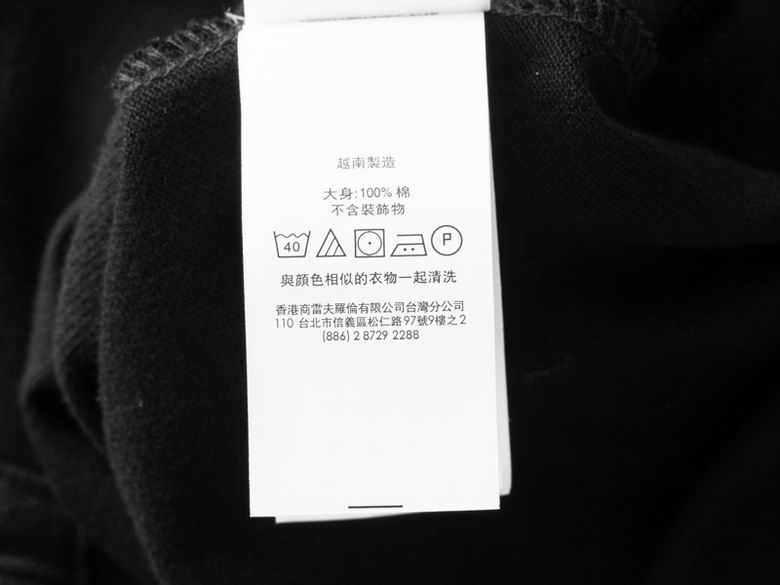 越南製造
大身:100% 棉
不含裝飾物
40 P
與顏色相似的衣物一起清洗
香港商雷夫羅倫有限公司台灣分公司
110 台北市信義區松仁路97號9樓之2
(886) 2 8729 2288